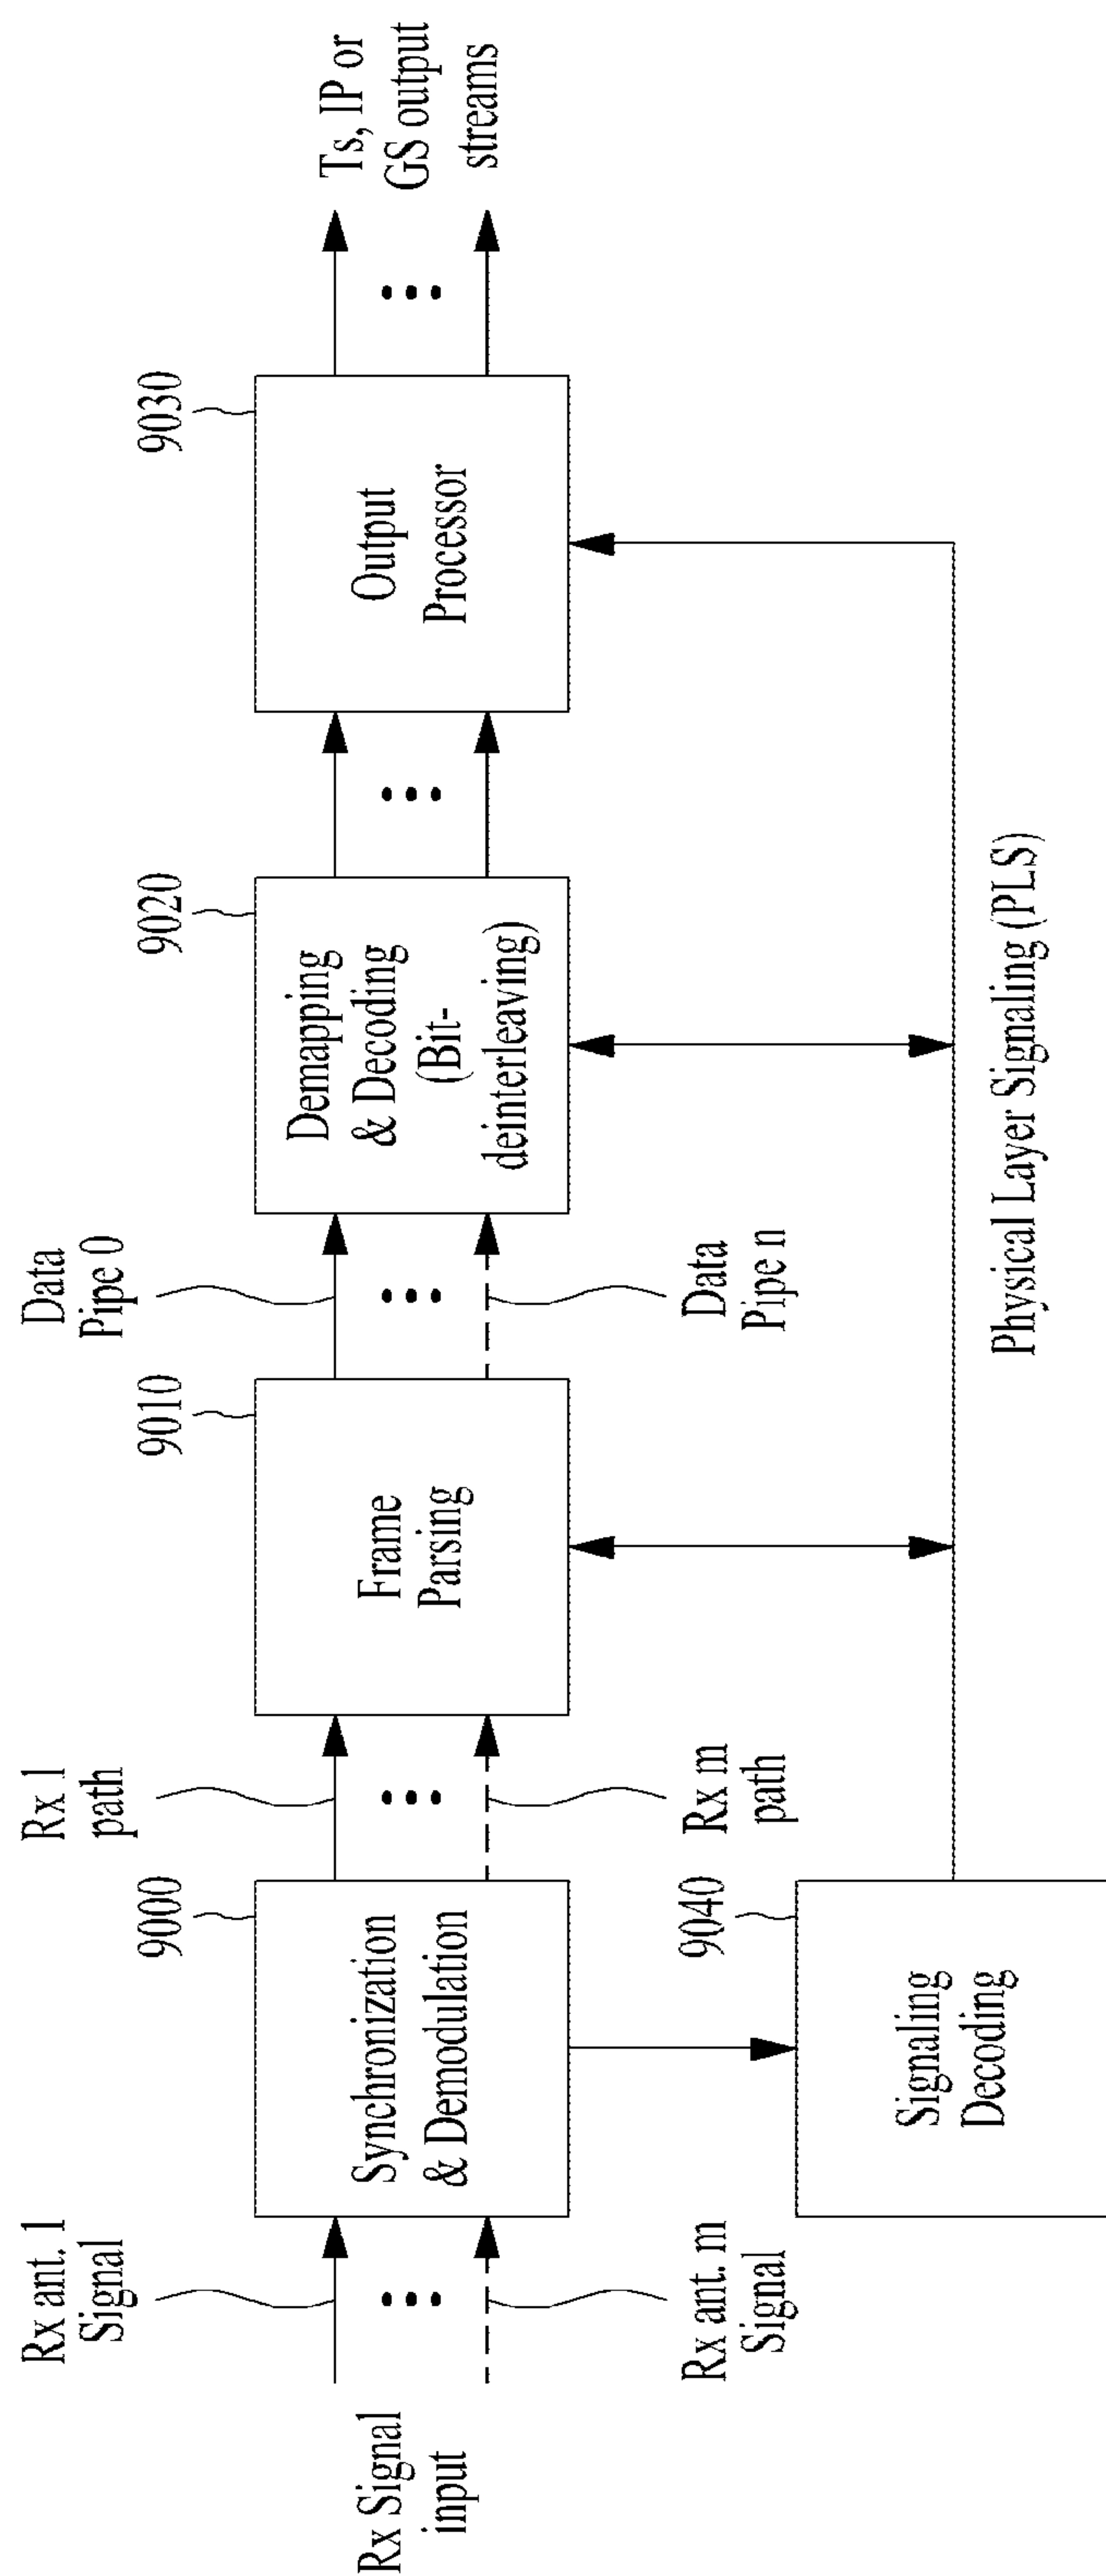 Rx Signal
input
Rx ant. 1
Signal
Rx ant. m
Signal
9000
Synchronization
& Demodulation
Rx 1
path
Rx m
path
9010
Frame
Parsing
Data
Pipe 0
Data
Pipe n
9020
Demapping
& Decoding
(Bit-
deinterleaving)
9030
Output
Processor
Ts, IP or
GS output
streams
9040
Signaling
Decoding
Physical Layer Signaling (PLS)